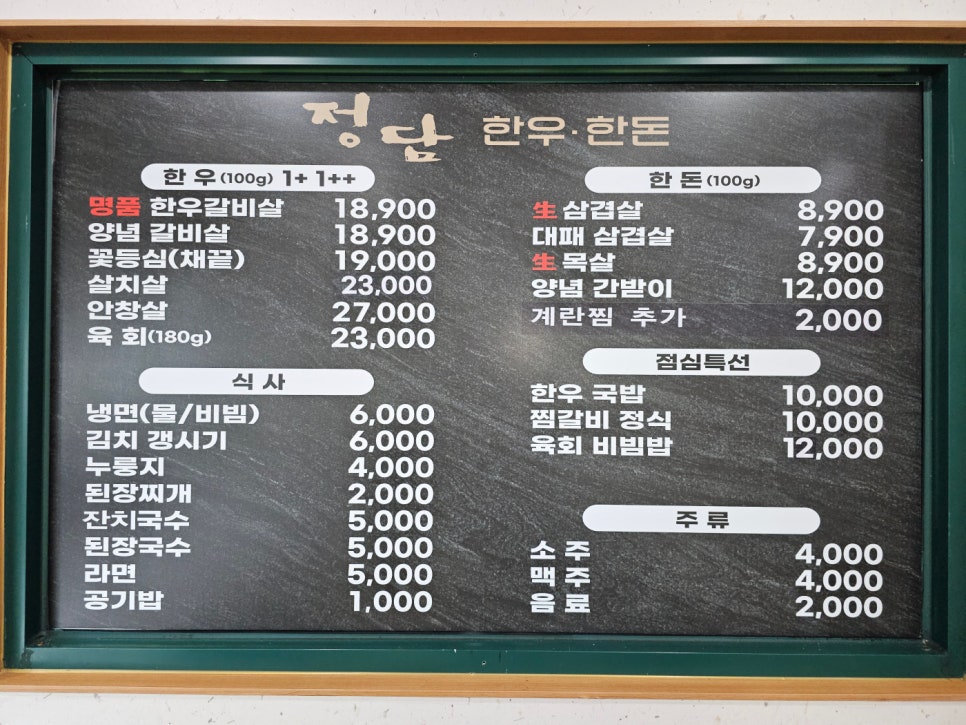 정담 한우·한돈
한 우(100g) 1+ 1++
명품 한우갈비살 18,900
양념 갈비살 18,900
꽃등심(채끝) 19,000
살치살 23,000
안창살 27,000
육 회(180g) 23,000
식 사
냉면(물/비빔) 6,000
김치 갱시기 6,000
누룽지 4,000
된장찌개 2,000
잔치국수 5,000
된장국수 5,000
라면 5,000
공기밥 1,000
한 돈(100g)
生 삼겹살 8,900
대패 삼겹살 7,900
生 목살 8,900
양념 간받이 12,000
계란찜 추가 2,000
점심특선
한우 국밥 10,000
찜갈비 정식 10,000
육회 비빔밥 12,000
주 류
소 주 4,000
맥 주 4,000
음 료 2,000